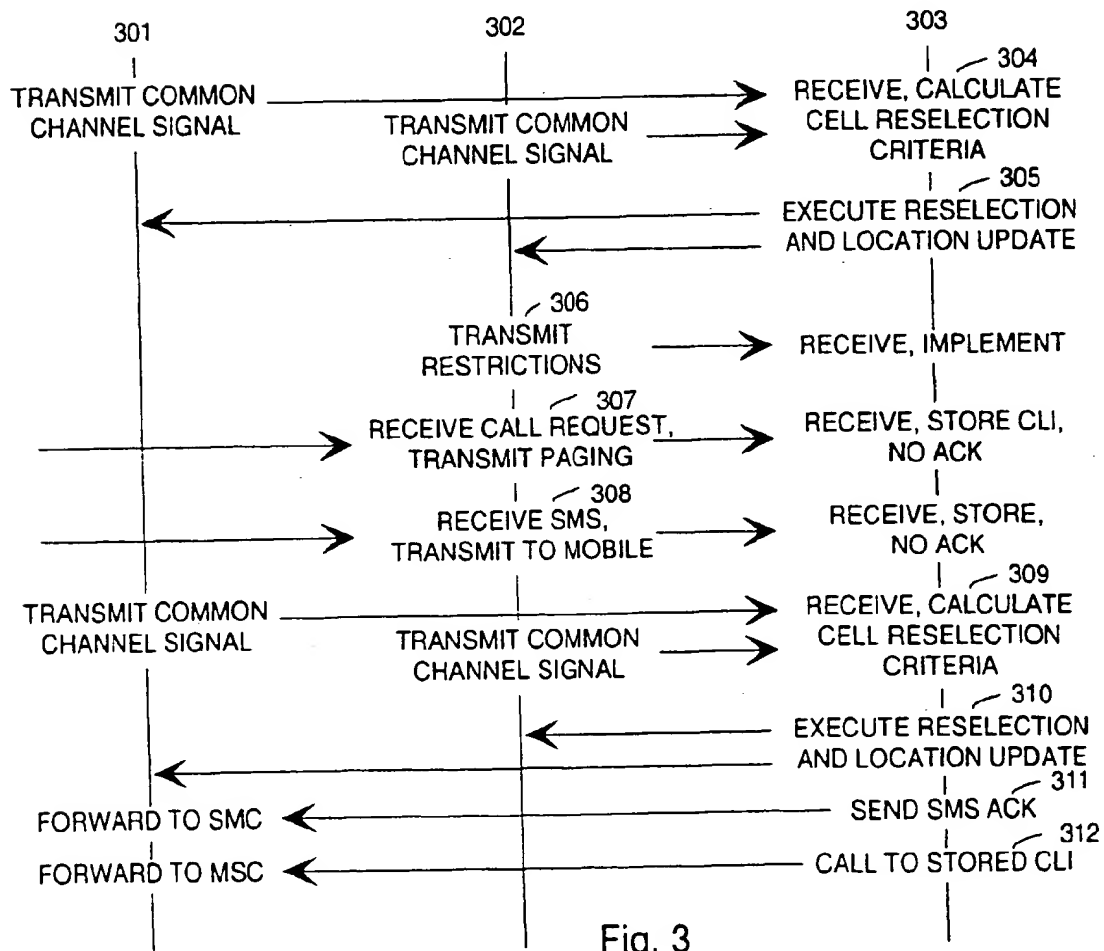 301
302
303
304
TRANSMIT COMMON
CHANNEL SIGNAL
TRANSMIT COMMON
CHANNEL SIGNAL
RECEIVE, CALCULATE
CELL RESELECTION
CRITERIA
305
EXECUTE RESELECTION
AND LOCATION UPDATE
306
TRANSMIT
RESTRICTIONS
RECEIVE, IMPLEMENT
307
RECEIVE CALL REQUEST,
TRANSMIT PAGING
RECEIVE, STORE CLI,
NO ACK
308
RECEIVE SMS,
TRANSMIT TO MOBILE
RECEIVE, STORE,
NO ACK
309
TRANSMIT COMMON
CHANNEL SIGNAL
TRANSMIT COMMON
CHANNEL SIGNAL
RECEIVE, CALCULATE
CELL RESELECTION
CRITERIA
310
EXECUTE RESELECTION
AND LOCATION UPDATE
311
FORWARD TO SMC
SEND SMS ACK
312
FORWARD TO MSC
CALL TO STORED CLI
Fig. 3